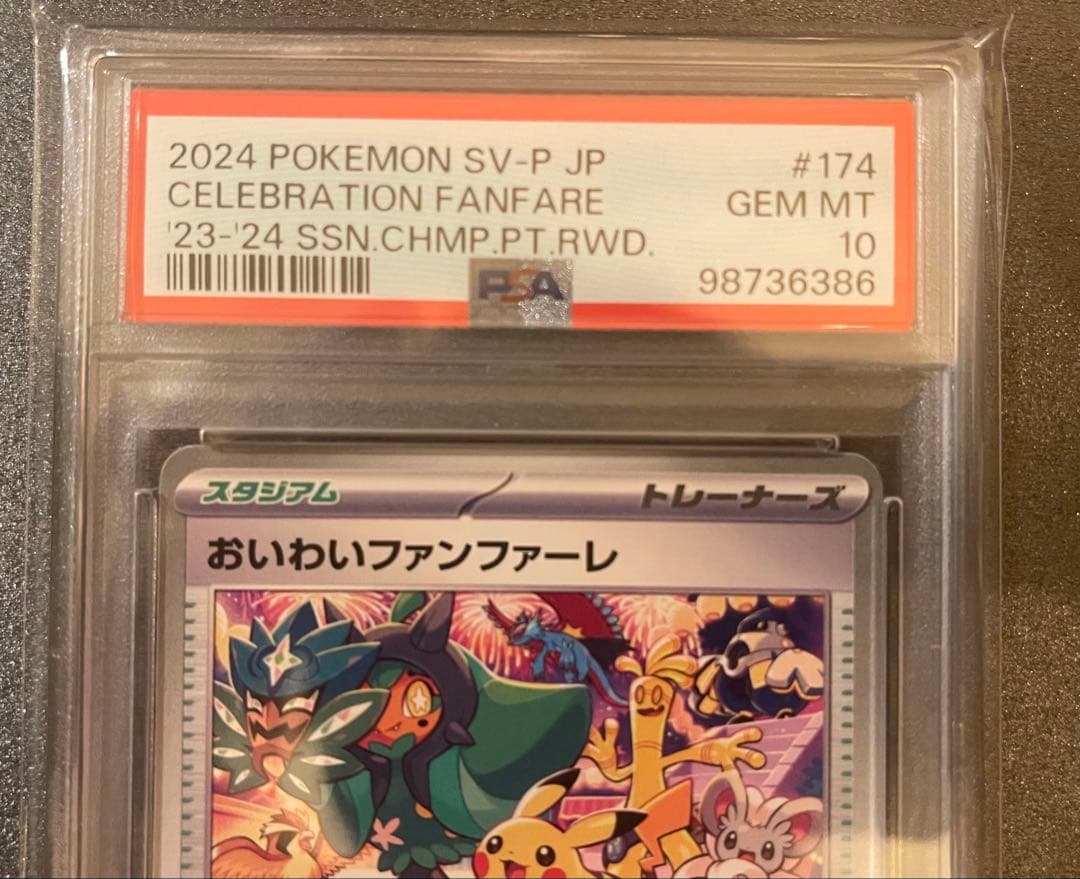 2024 POKEMON SV-P JP #174
CELEBRATION FANFARE GEM MT
'23-'24 SSN.CHMP.PT.RWD. 10
PSA 98736386
スタジアム トレーナーズ
おいわいファンファーレ